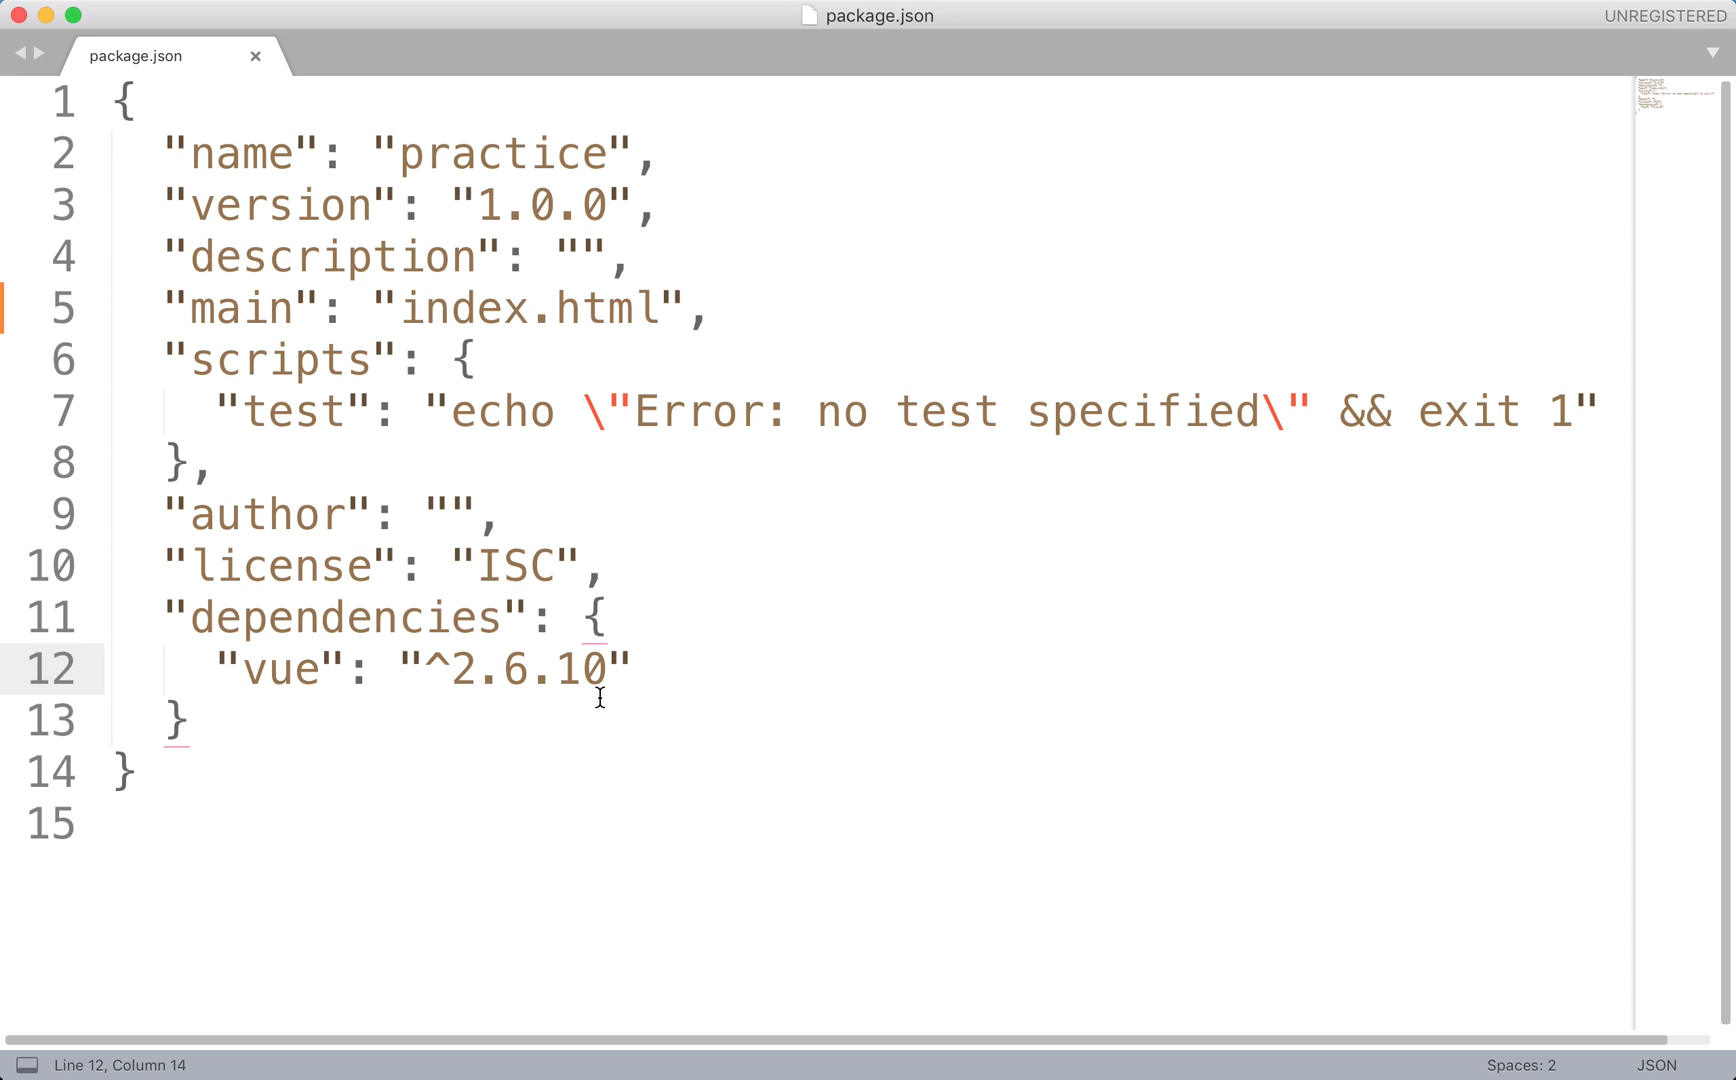 package.json
UNREGISTERED
package.json
1 {
2 "name": "practice",
3 "version": "1.0.0",
4 "description": "",
5 "main": "index.html",
6 "scripts": {
7 "test": "echo \"Error: no test specified\" && exit 1"
8 },
9 "author": "",
10 "license": "ISC",
11 "dependencies": {
12 "vue": "^2.6.10"
13 }
14 }
15
Line 12, Column 14
Spaces: 2
JSON